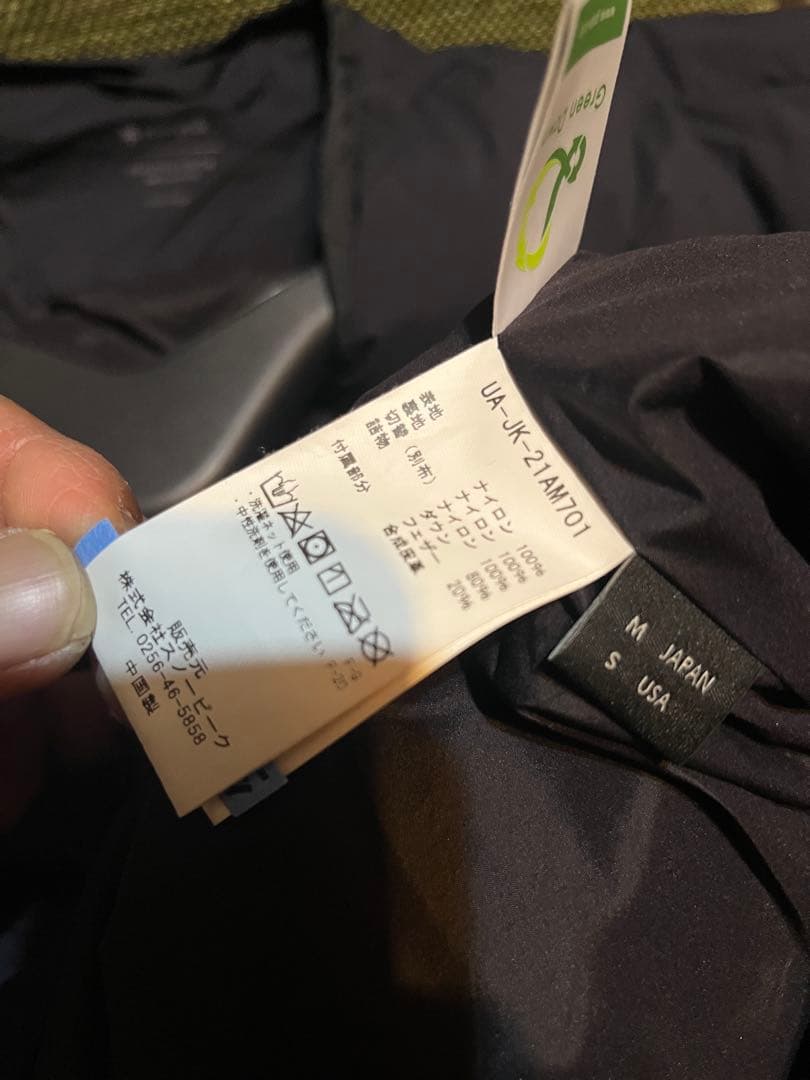 Green
UA-JK-21AM701
表地 ナイロン 100%
裏地 ナイロン 100%
切替(別布) ナイロン 100%
詰物 ダウン 80%
フェザー 20%
付属部分 合成皮革
・洗濯ネット使用
・中性洗剤を使用してください
販売元
株式会社スノーピーク
TEL. 0256-46-5858
中国製
M JAPAN
S USA